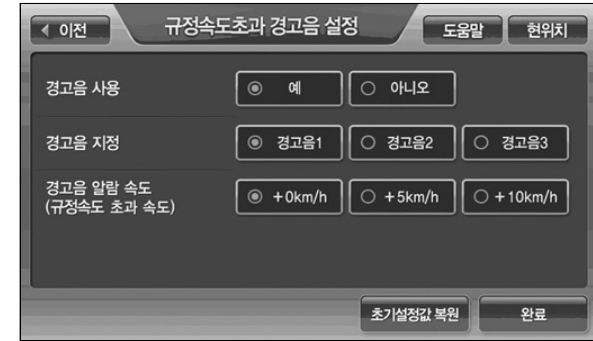 이전
규정속도초과 경고음 설정
도움말
현위치
경고음 사용
예
아니오
경고음 지정
경고음1
경고음2
경고음3
경고음 알람 속도
(규정속도 초과 속도)
+0km/h
+5km/h
+10km/h
초기설정값 복원
완료